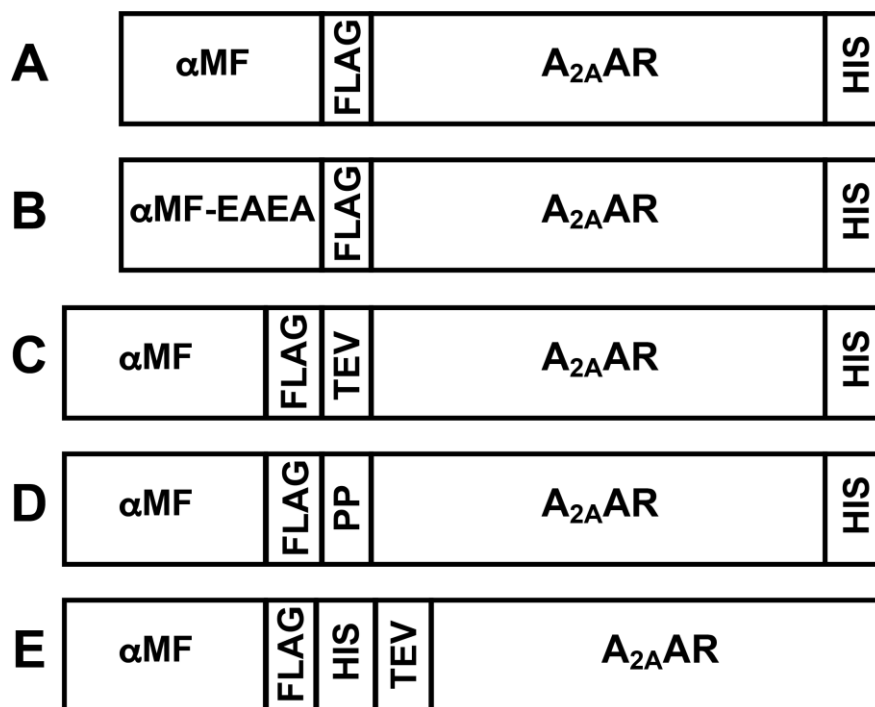 A αMF FLAG A₂ₐAR HIS
B αMF-EAEA FLAG A₂ₐAR HIS
C αMF FLAG TEV A₂ₐAR HIS
D αMF FLAG PP A₂ₐAR HIS
E αMF FLAG HIS TEV A₂ₐAR